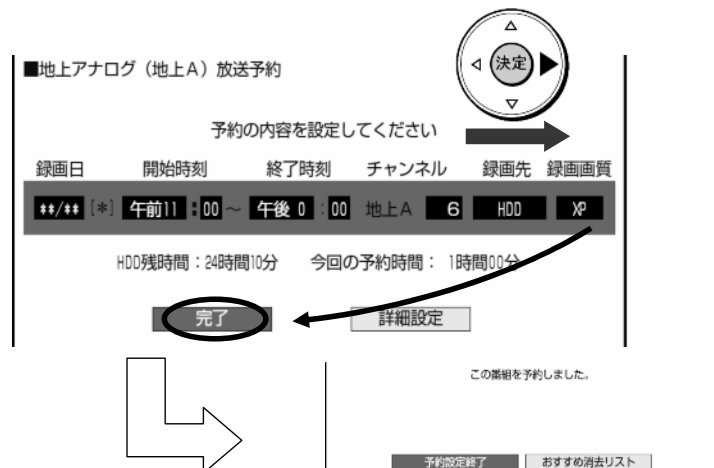 ■地上アナログ（地上A）放送予約
決定
予約の内容を設定してください
録画日 開始時刻 終了時刻 チャンネル 録画先 録画画質
**/** [*] 午前11：00～ 午後 0：00 地上A 6 HDD XP
HDD残時間：24時間10分 今回の予約時間： 1時間00分
完了 詳細設定
この番組を予約しました。
予約設定終了 おすすめ消去リスト